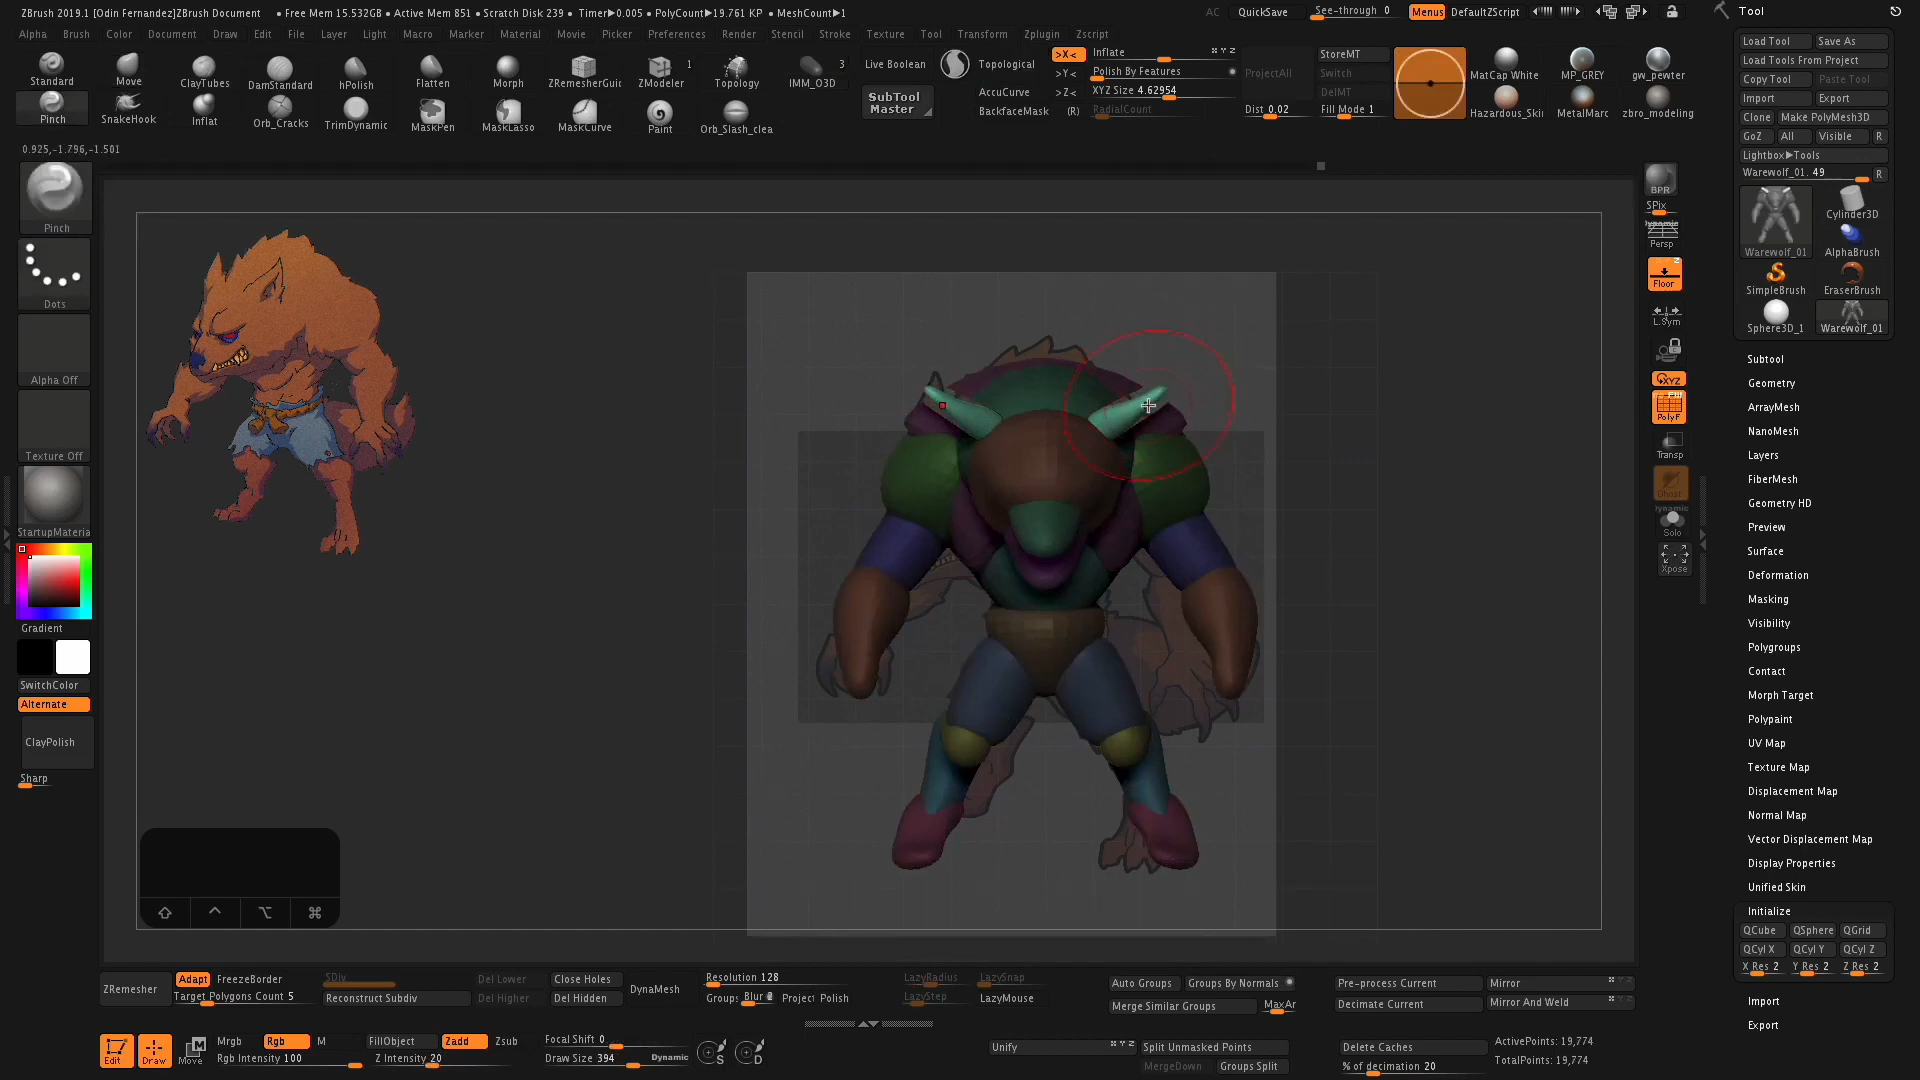 ZBrush 2019.1 [Odin Fernandez]ZBrush Document • Free Mem 15.532GB • Active Mem 851 • Scratch Disk 239 • Timer▶0.005 • PolyCount▶19.761 KP • MeshCount▶1
AC QuickSave See-through 0 Menus DefaultZScript
Alpha Brush Color Document Draw Edit File Layer Light Macro Marker Material Movie Picker Preferences Render Stencil Stroke Texture Tool Transform Zplugin Zscript
Standard Move ClayTubes DamStandard hPolish Flatten Morph ZRemesherGuid ZModeler 1 Topology IMM_O3D 3
Pinch SnakeHook Inflat Orb_Cracks TrimDynamic MaskPen MaskLasso MaskCurve Paint Orb_Slash_clea
Live Boolean
SubTool
Master
Topological
AccuCurve
BackfaceMask (R)
>X<
>Y<
>Z<
Inflate X Y Z
Polish By Features
XYZ Size 4.62954
RadialCount
ProjectAll
Dist 0.02
StoreMT
Switch
DelMT
Fill Mode 1
MatCap White MP_GREY gw_pewter
Hazardous_Skin MetalMarc zbro_modeling
0.925,-1.796,-1.501
Pinch
Dots
Alpha Off
Texture Off
StartupMateria
Gradient
SwitchColor
Alternate
ClayPolish
Sharp
BPR
SPix
Dynamic
Persp
Floor
L.Sym
XYZ
PolyF
Transp
Ghost
Dynamic
Solo
Xpose
Tool
Load Tool Save As
Load Tools From Project
Copy Tool Paste Tool
Import Export
Clone Make PolyMesh3D
GoZ All Visible R
Lightbox▶Tools
Warewolf_01. 49 R
Warewolf_01 Cylinder3D
AlphaBrush
SimpleBrush EraserBrush
Sphere3D_1 Warewolf_01
Subtool
Geometry
ArrayMesh
NanoMesh
Layers
FiberMesh
Geometry HD
Preview
Surface
Deformation
Masking
Visibility
Polygroups
Contact
Morph Target
Polypaint
UV Map
Texture Map
Displacement Map
Normal Map
Vector Displacement Map
Display Properties
Unified Skin
Initialize
QCube QSphere QGrid
QCyl X QCyl Y QCyl Z
X Res 2 Y Res 2 Z Res 2
Import
Export
ZRemesher
Adapt FreezeBorder
Target Polygons Count 5
SDiv
Reconstruct Subdiv
Del Lower
Del Higher
Close Holes
Del Hidden
DynaMesh
Resolution 128
Groups Blur 2 Project Polish
LazyRadius LazySnap
LazyStep LazyMouse
Auto Groups Groups By Normals
Merge Similar Groups MaxAr
Pre-process Current
Decimate Current
Mirror
Mirror And Weld
Edit Draw Move
Mrgb Rgb M
Rgb Intensity 100
FillObject Zadd Zsub
Z Intensity 20
Focal Shift 0
Draw Size 394 Dynamic
S D
Unify X Y Z
Split Unmasked Points
MergeDown Groups Split
Delete Caches
% of decimation 20
ActivePoints: 19,774
TotalPoints: 19,774